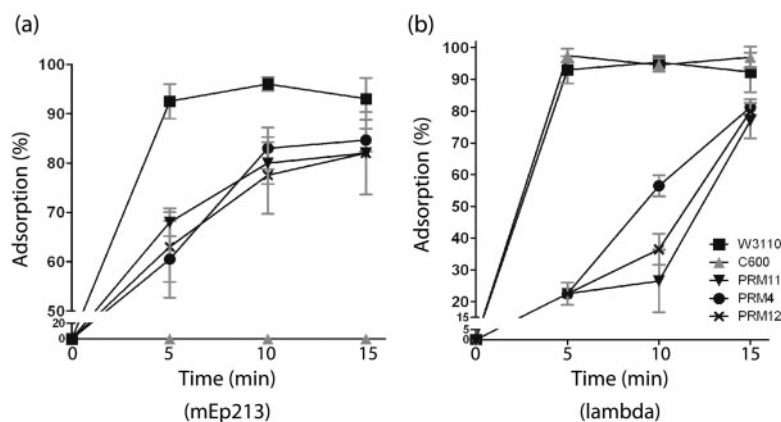 (a)
100
90
80
70
60
50
20
0
Adsorption (%)
0 5 10 15
Time (min)
(mEp213)
(b)
100
90
80
70
60
50
40
30
20
15
5
0
Adsorption (%)
W3110
C600
PRM11
PRM4
PRM12
0 5 10 15
Time (min)
(lambda)